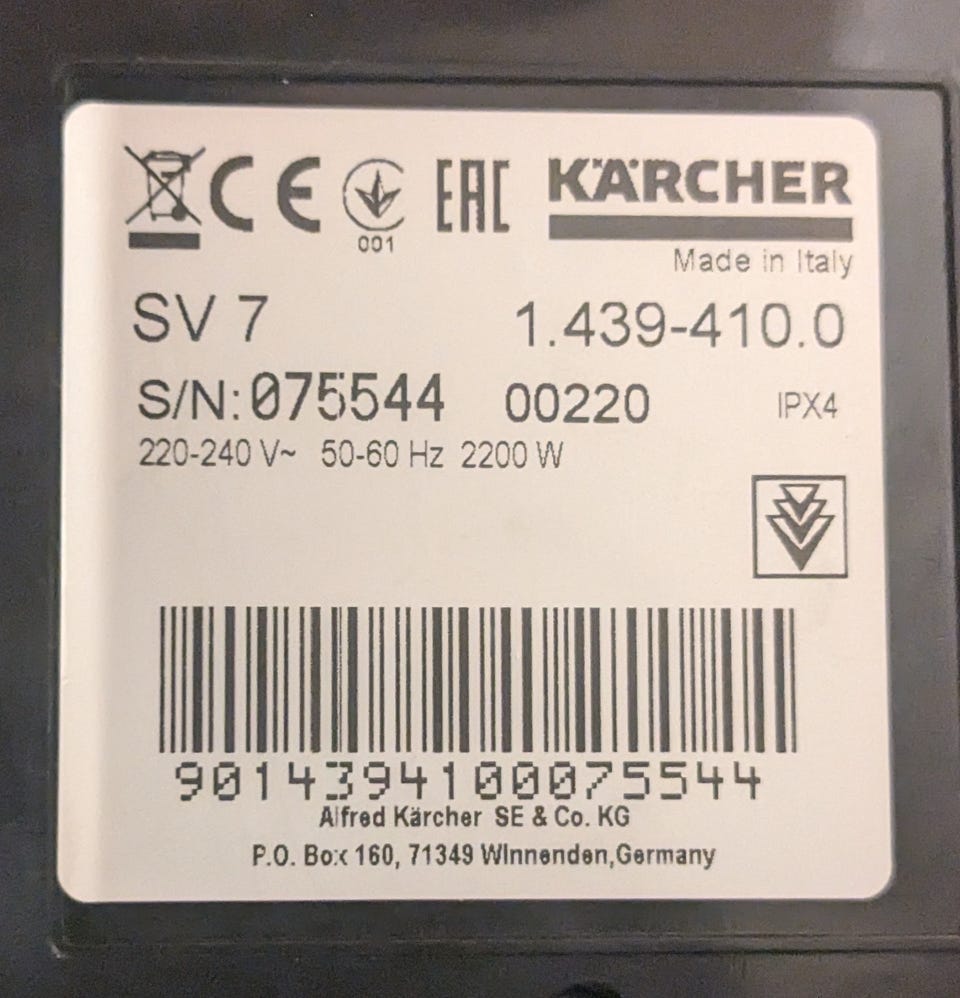 CE EAC KÄRCHER
001
Made in Italy
SV 7 1.439-410.0
S/N: 075544 00220 IPX4
220-240 V~ 50-60 Hz 2200 W
9014394100075544
Alfred Kärcher SE & Co. KG
P.O. Box 160, 71349 Winnenden,Germany